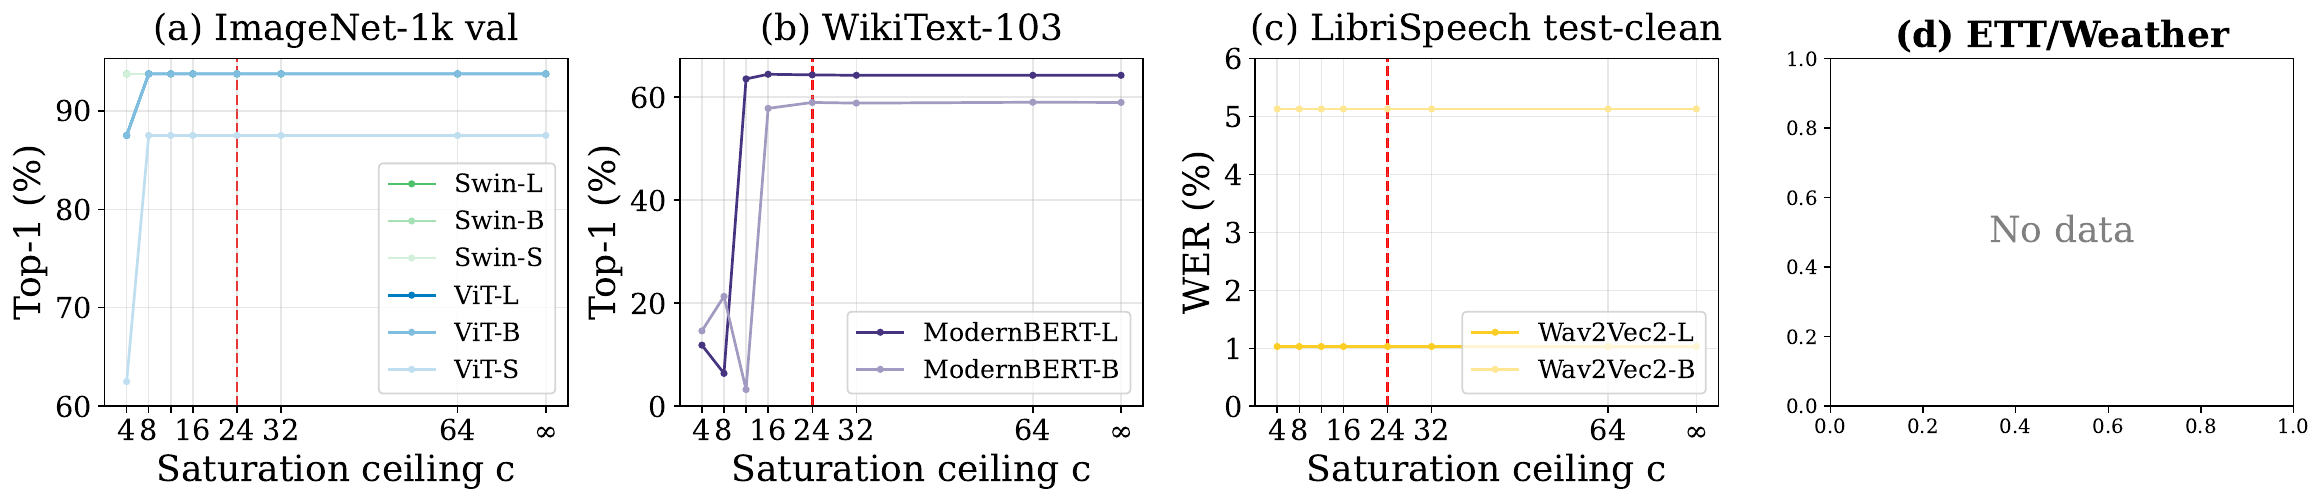 (a) ImageNet-1k val
Top-1 (%)
90
80
70
60
4 8 16 24 32 64 ∞
Saturation ceiling c
Swin-L
Swin-B
Swin-S
ViT-L
ViT-B
ViT-S
(b) WikiText-103
Top-1 (%)
60
40
20
0
4 8 16 24 32 64 ∞
Saturation ceiling c
ModernBERT-L
ModernBERT-B
(c) LibriSpeech test-clean
WER (%)
6
5
4
3
2
1
0
4 8 16 24 32 64 ∞
Saturation ceiling c
Wav2Vec2-L
Wav2Vec2-B
(d) ETT/Weather
1.0
0.8
0.6
0.4
0.2
0.0
No data
0.0 0.2 0.4 0.6 0.8 1.0